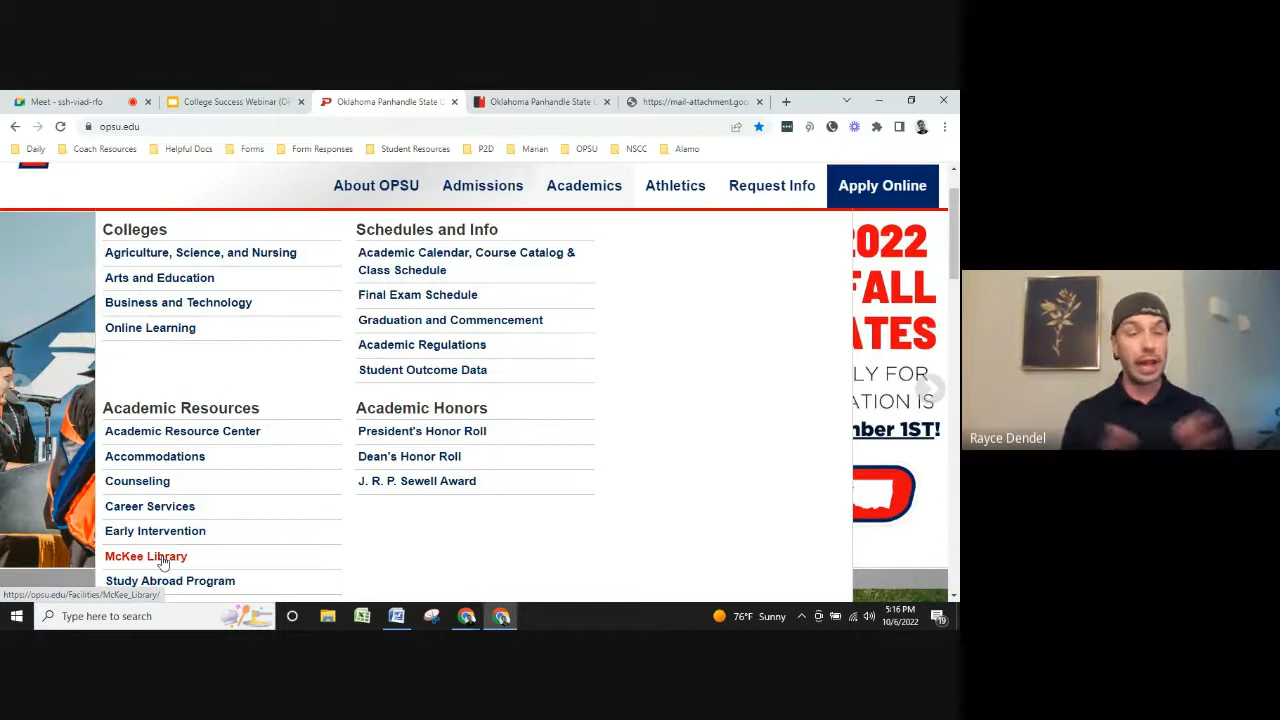 Meet - ssh-viad-rfo
College Success Webinar (O
Oklahoma Panhandle State U
Oklahoma Panhandle State U
https://mail-attachment.goo
opsu.edu
Daily
Coach Resources
Helpful Docs
Forms
Form Responses
Student Resources
P2D
Marian
OPSU
NSCC
Alamo
About OPSU
Admissions
Academics
Athletics
Request Info
Apply Online
Colleges
Agriculture, Science, and Nursing
Arts and Education
Business and Technology
Online Learning
Schedules and Info
Academic Calendar, Course Catalog &
Class Schedule
Final Exam Schedule
Graduation and Commencement
Academic Regulations
Student Outcome Data
Academic Resources
Academic Resource Center
Accommodations
Counseling
Career Services
Early Intervention
McKee Library
Study Abroad Program
Academic Honors
President's Honor Roll
Dean's Honor Roll
J. R. P. Sewell Award
2022
FALL
ATES
LY FOR
ATION IS
mber 1ST!
https://opsu.edu/Facilities/McKee_Library/
Rayce Dendel
Type here to search
76°F Sunny
5:16 PM
10/6/2022
19